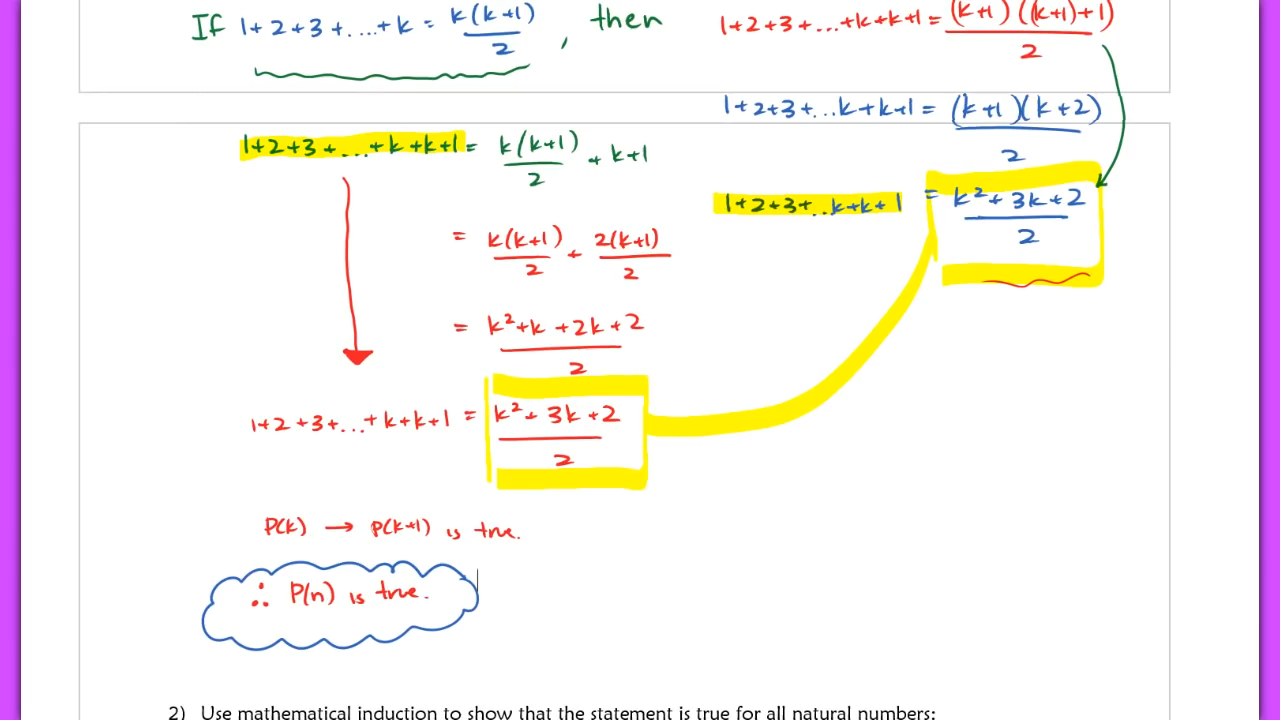 If 1+2+3+....+k = k(k+1)/2 , then 1+2+3+...+k+k+1 = (k+1)((k+1)+1)/2
1+2+3+...k+k+1 = (k+1)(k+2)/2
1+2+3+...+k+k+1 = k(k+1)/2 + k+1
1+2+3+...k+k+1 = k²+3k+2/2
= k(k+1)/2 + 2(k+1)/2
= k²+k+2k+2/2
1+2+3+...+k+k+1 = k²+3k+2/2
P(k) → P(k+1) is true.
∴ P(n) is true.
2) Use mathematical induction to show that the statement is true for all natural numbers: